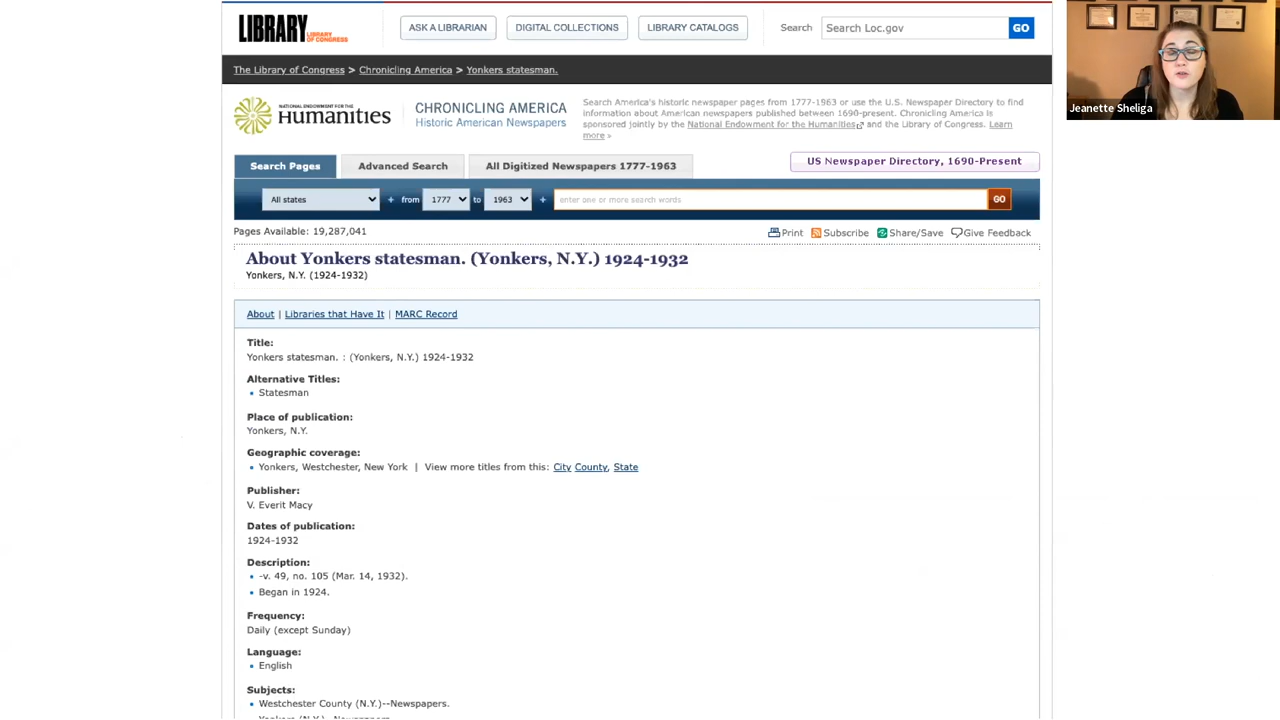 LIBRARY LIBRARY OF CONGRESS
ASK A LIBRARIAN
DIGITAL COLLECTIONS
LIBRARY CATALOGS
Search
Search Loc.gov
GO
Jeanette Sheliga
The Library of Congress > Chronicling America > Yonkers statesman.
NATIONAL ENDOWMENT FOR THE
Humanities
CHRONICLING AMERICA
Historic American Newspapers
Search America's historic newspaper pages from 1777-1963 or use the U.S. Newspaper Directory to find
information about American newspapers published between 1690-present. Chronicling America is
sponsored jointly by the National Endowment for the Humanities and the Library of Congress. Learn
more »
Search Pages
Advanced Search
All Digitized Newspapers 1777-1963
US Newspaper Directory, 1690-Present
All states + from 1777 to 1963 + enter one or more search words GO
Pages Available: 19,287,041
Print Subscribe Share/Save Give Feedback
About Yonkers statesman. (Yonkers, N.Y.) 1924-1932
Yonkers, N.Y. (1924-1932)
About | Libraries that Have It | MARC Record
Title:
Yonkers statesman. : (Yonkers, N.Y.) 1924-1932
Alternative Titles:
• Statesman
Place of publication:
Yonkers, N.Y.
Geographic coverage:
• Yonkers, Westchester, New York | View more titles from this: City County, State
Publisher:
V. Everit Macy
Dates of publication:
1924-1932
Description:
• -v. 49, no. 105 (Mar. 14, 1932).
• Began in 1924.
Frequency:
Daily (except Sunday)
Language:
• English
Subjects:
• Westchester County (N.Y.)--Newspapers.
• Yonkers (N.Y.)--Newspapers.